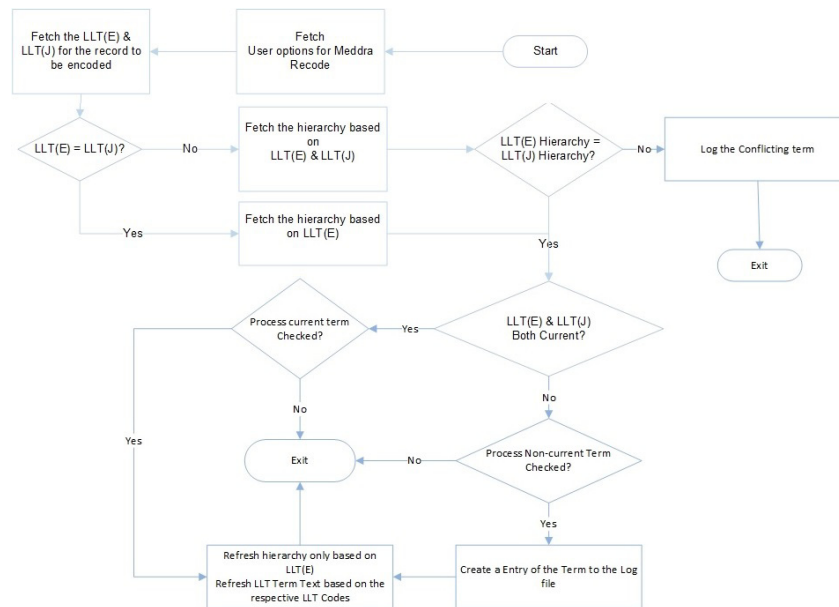 Start
Fetch
User options for Meddra
Recode
Fetch the LLT(E) &
LLT(J) for the record to
be encoded
LLT(E) = LLT(J)?
No
Fetch the hierarchy based
on
LLT(E) & LLT(J)
LLT(E) Hierarchy =
LLT(J) Hierarchy?
No
Log the Conflicting term
Exit
Yes
Fetch the hierarchy based
on LLT(E)
Yes
LLT(E) & LLT(J)
Both Current?
Yes
Process current term
Checked?
No
Yes
Exit
No
Process Non-current Term
Checked?
No
Yes
Create a Entry of the Term to the Log
file
Refresh hierarchy only based on
LLT(E)
Refresh LLT Term Text based on the
respective LLT Codes